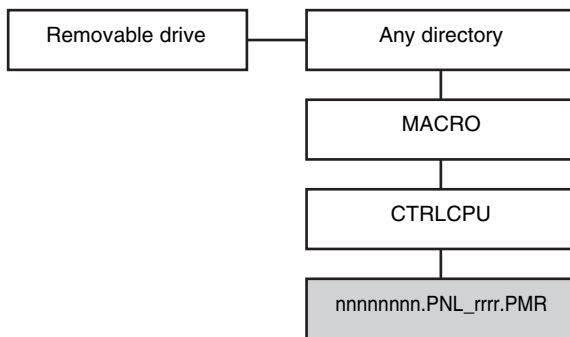 Removable drive
Any directory
MACRO
CTRLCPU
nnnnnnnn.PNL_rrrr.PMR